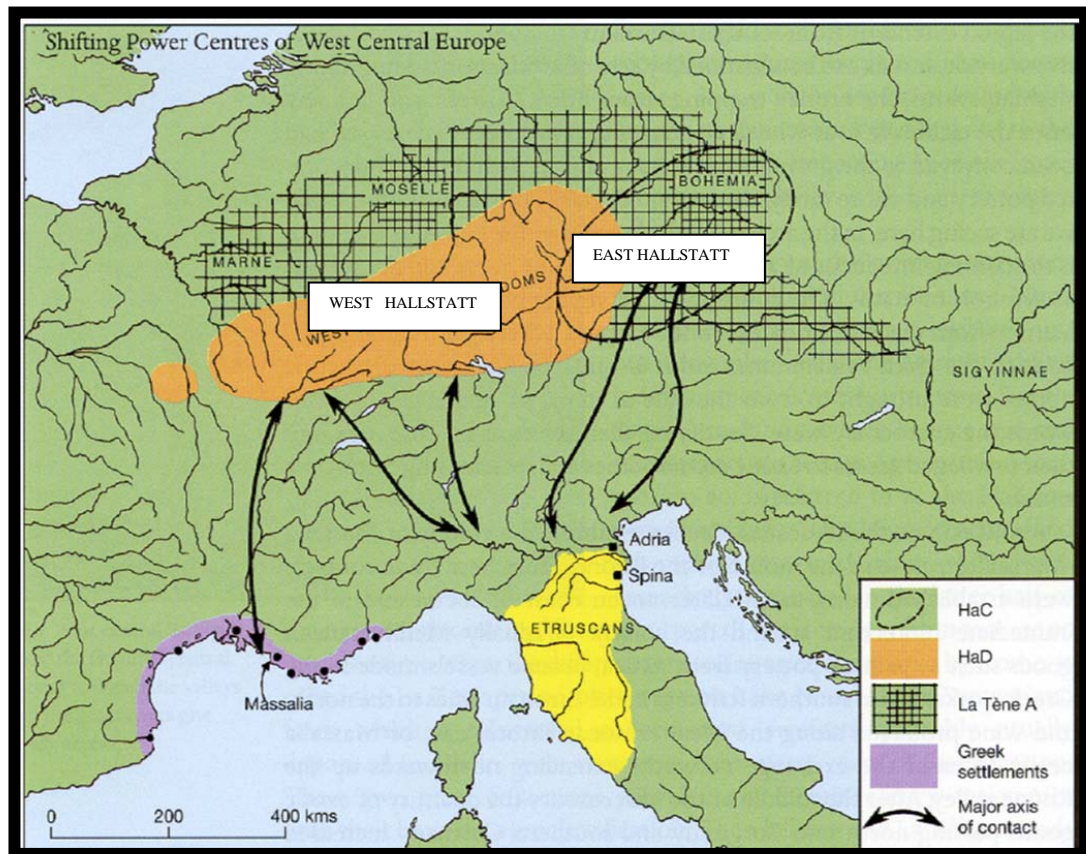 Shifting Power Centres of West Central Europe
MOSELLE
BOHEMIA
MARNE
EAST HALLSTATT
DOMS
WEST HALLSTATT
WEST
SIGYINNAE
Adria
Spina
ETRUSCANS
Massalia
HaC
HaD
La Tène A
Greek
settlements
Major axis
of contact
0 200 400 kms